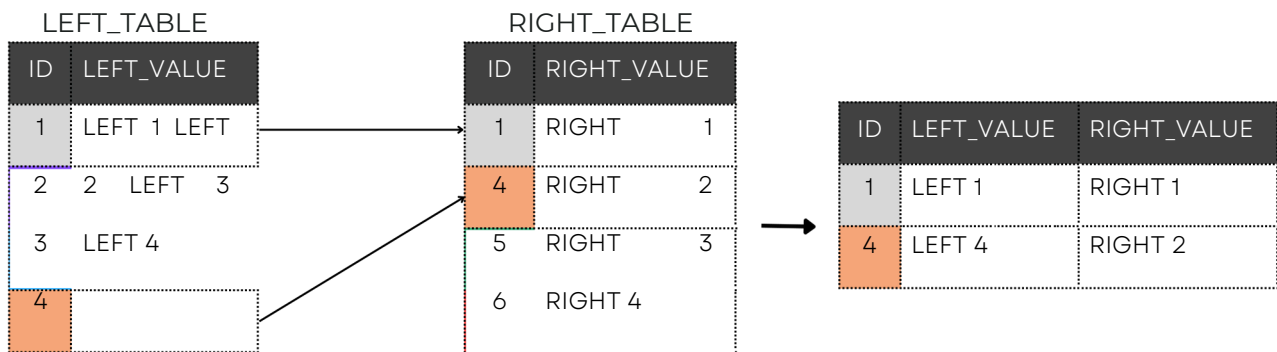 LEFT_TABLE
ID LEFT_VALUE
1 LEFT 1 LEFT
2 2 LEFT 3
3 LEFT 4
4
RIGHT_TABLE
ID RIGHT_VALUE
1 RIGHT 1
4 RIGHT 2
5 RIGHT 3
6 RIGHT 4
ID LEFT_VALUE RIGHT_VALUE
1 LEFT 1 RIGHT 1
4 LEFT 4 RIGHT 2